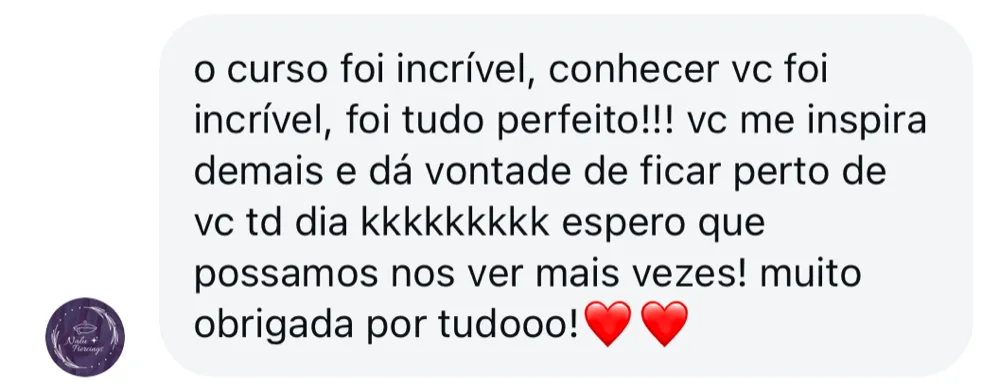 o curso foi incrível, conhecer vc foi
incrível, foi tudo perfeito!!! vc me inspira
demais e dá vontade de ficar perto de
vc td dia kkkkkkkkk espero que
possamos nos ver mais vezes! muito
obrigada por tudooo!❤️❤️
Piercings